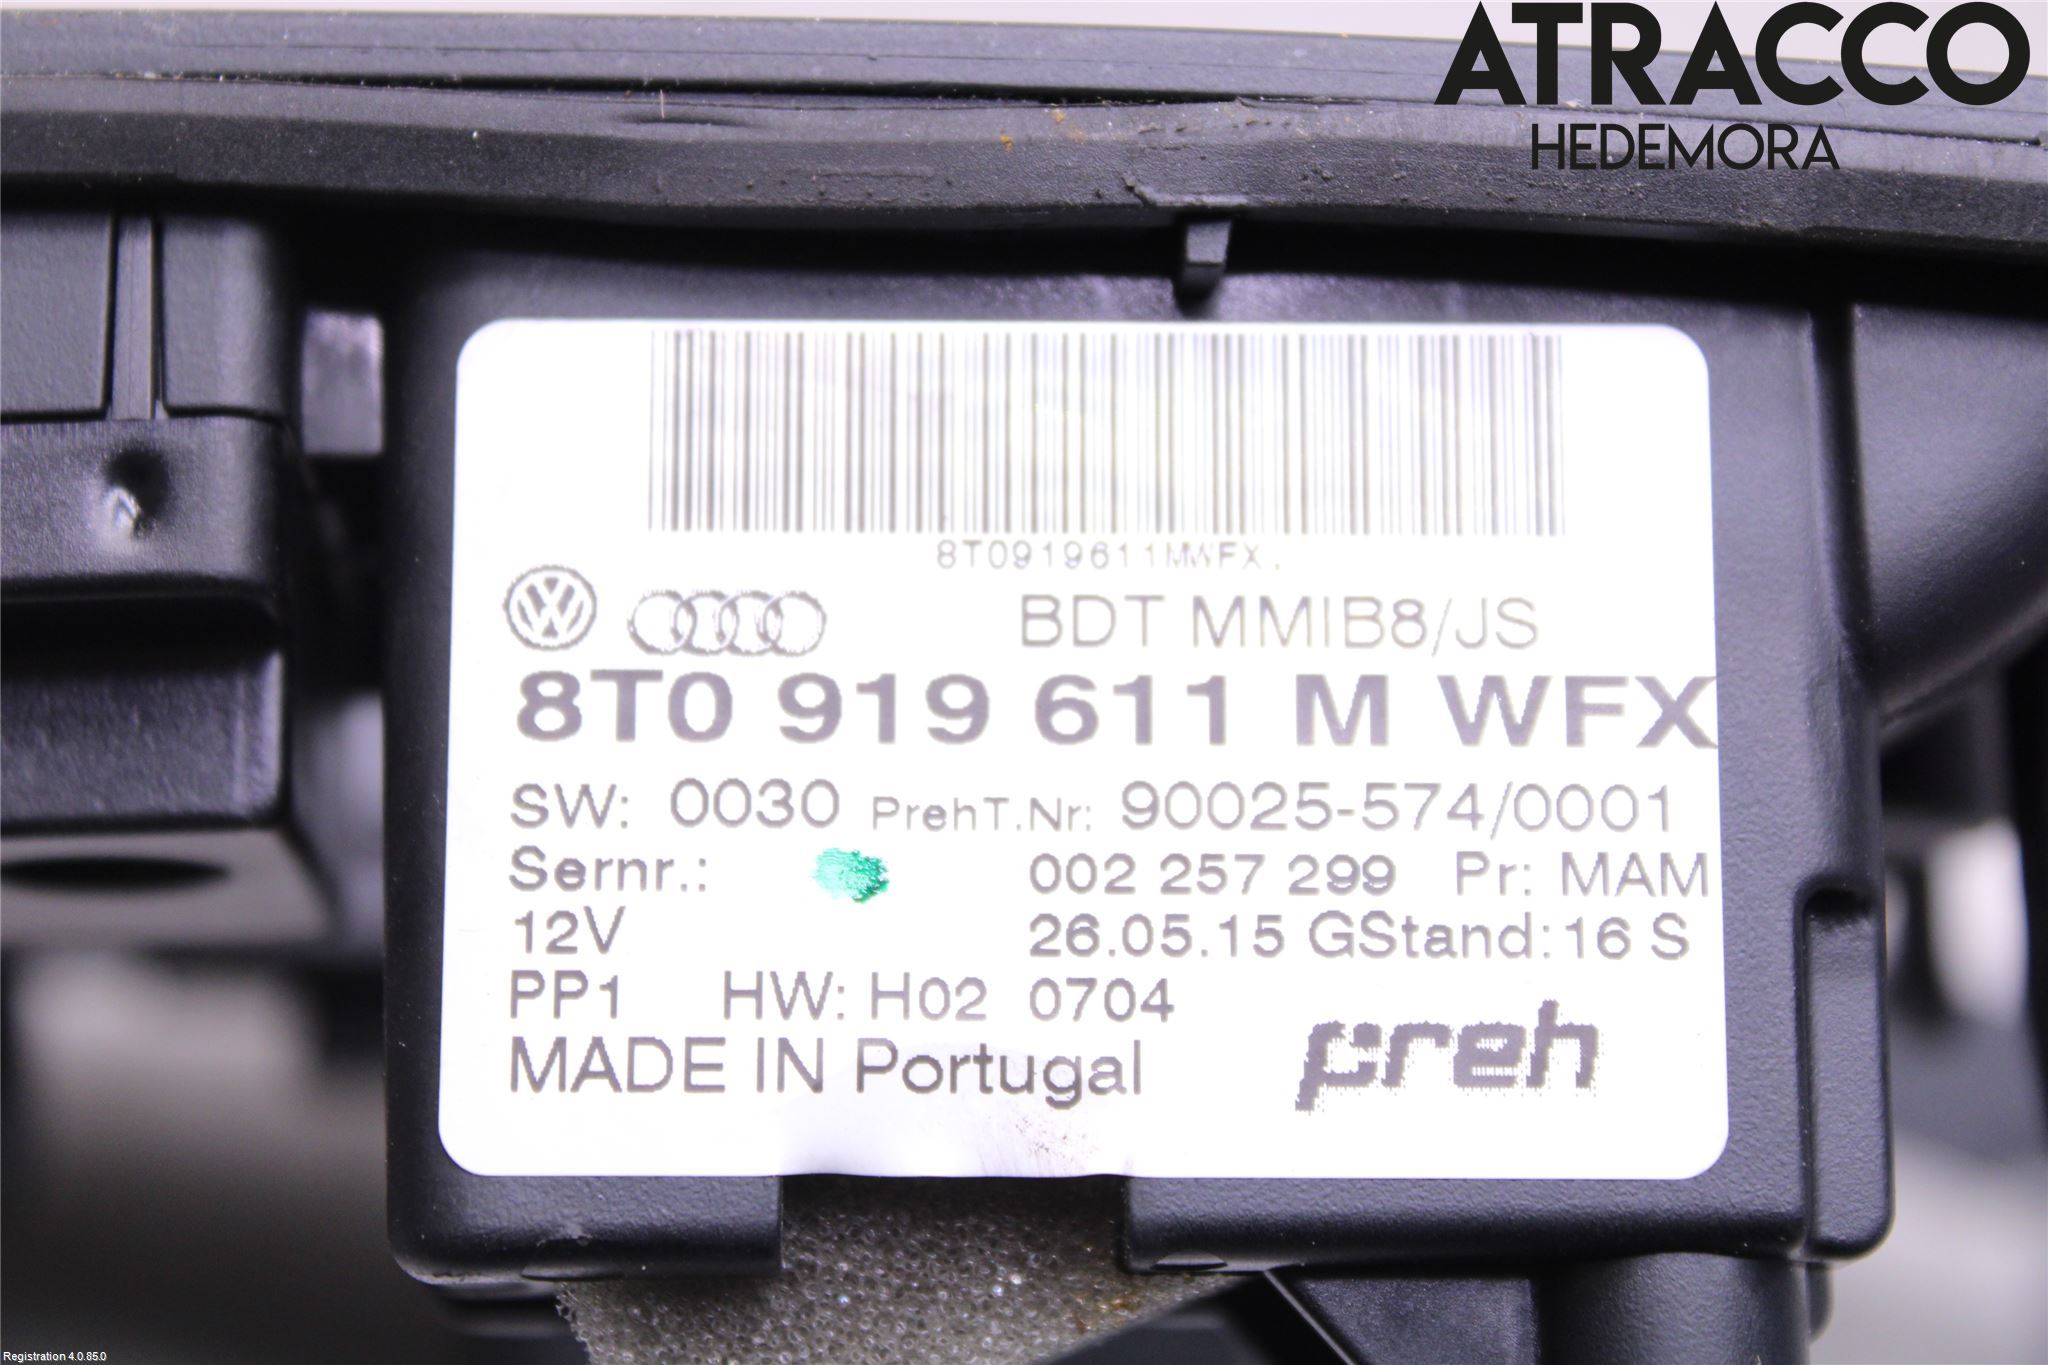 ATRACCO
HEDEMORA
8T0919611MWFX.
BDT MMIB8/JS
8T0 919 611 M WFX
SW: 0030 PrehT.Nr: 90025-574/0001
Sernr.: 002 257 299 Pr: MAM
12V 26.05.15 GStand: 16 S
PP1 HW: H02 0704
MADE IN Portugal preh
Registration 4.0.85.0